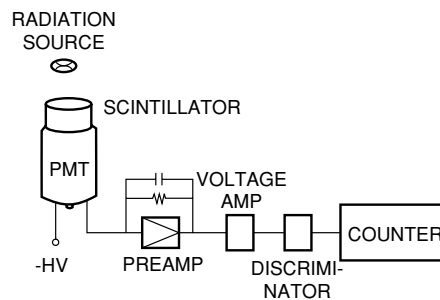 RADIATION
SOURCE
SCINTILLATOR
PMT
VOLTAGE
AMP
-HV
PREAMP
DISCRIMI-
NATOR
COUNTER